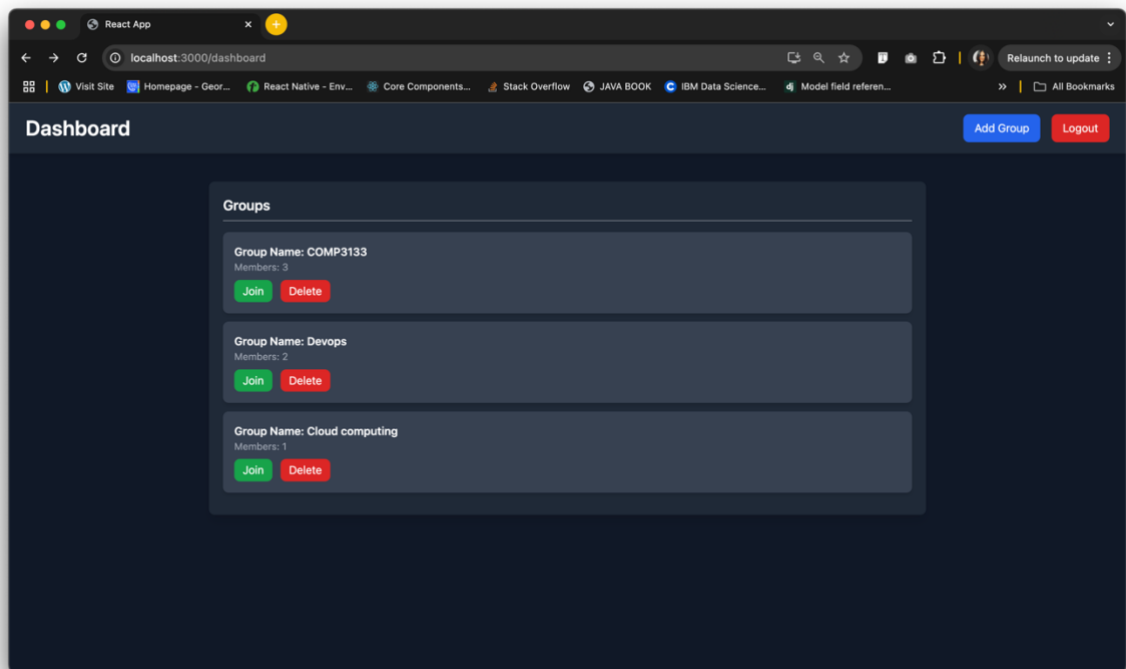 React App
localhost:3000/dashboard
Relaunch to update
Visit Site Homepage - Geor... React Native - Env... Core Components... Stack Overflow JAVA BOOK IBM Data Science... Model field referen... All Bookmarks
Dashboard
Add Group Logout
Groups
Group Name: COMP3133
Members: 3
Join Delete
Group Name: Devops
Members: 2
Join Delete
Group Name: Cloud computing
Members: 1
Join Delete